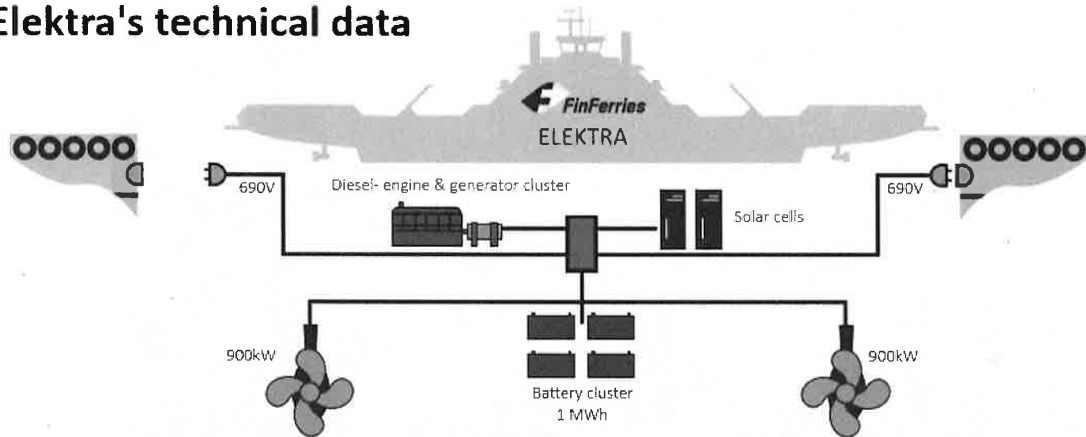 Elektra's technical data
FinFerries
ELEKTRA
690V
Diesel- engine & generator cluster
Solar cells
690V
900kW
Battery cluster
1 MWh
900kW